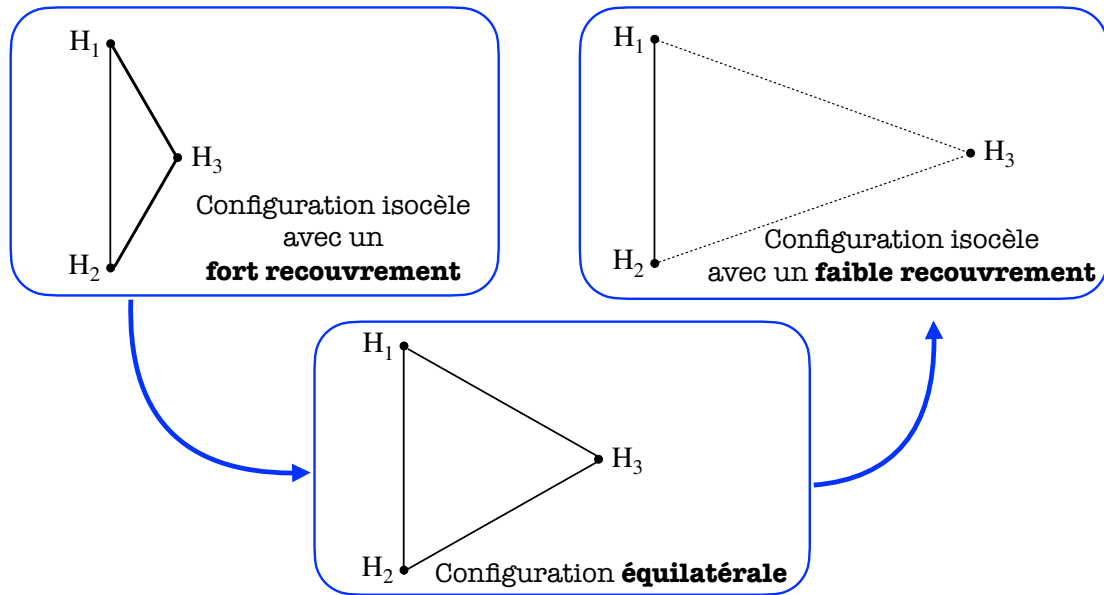 H₁
H₃
Configuration isocèle
avec un
fort recouvrement
H₂
H₁
H₃
Configuration isocèle
H₂
avec un faible recouvrement
H₁
H₃
H₂
Configuration équilatérale